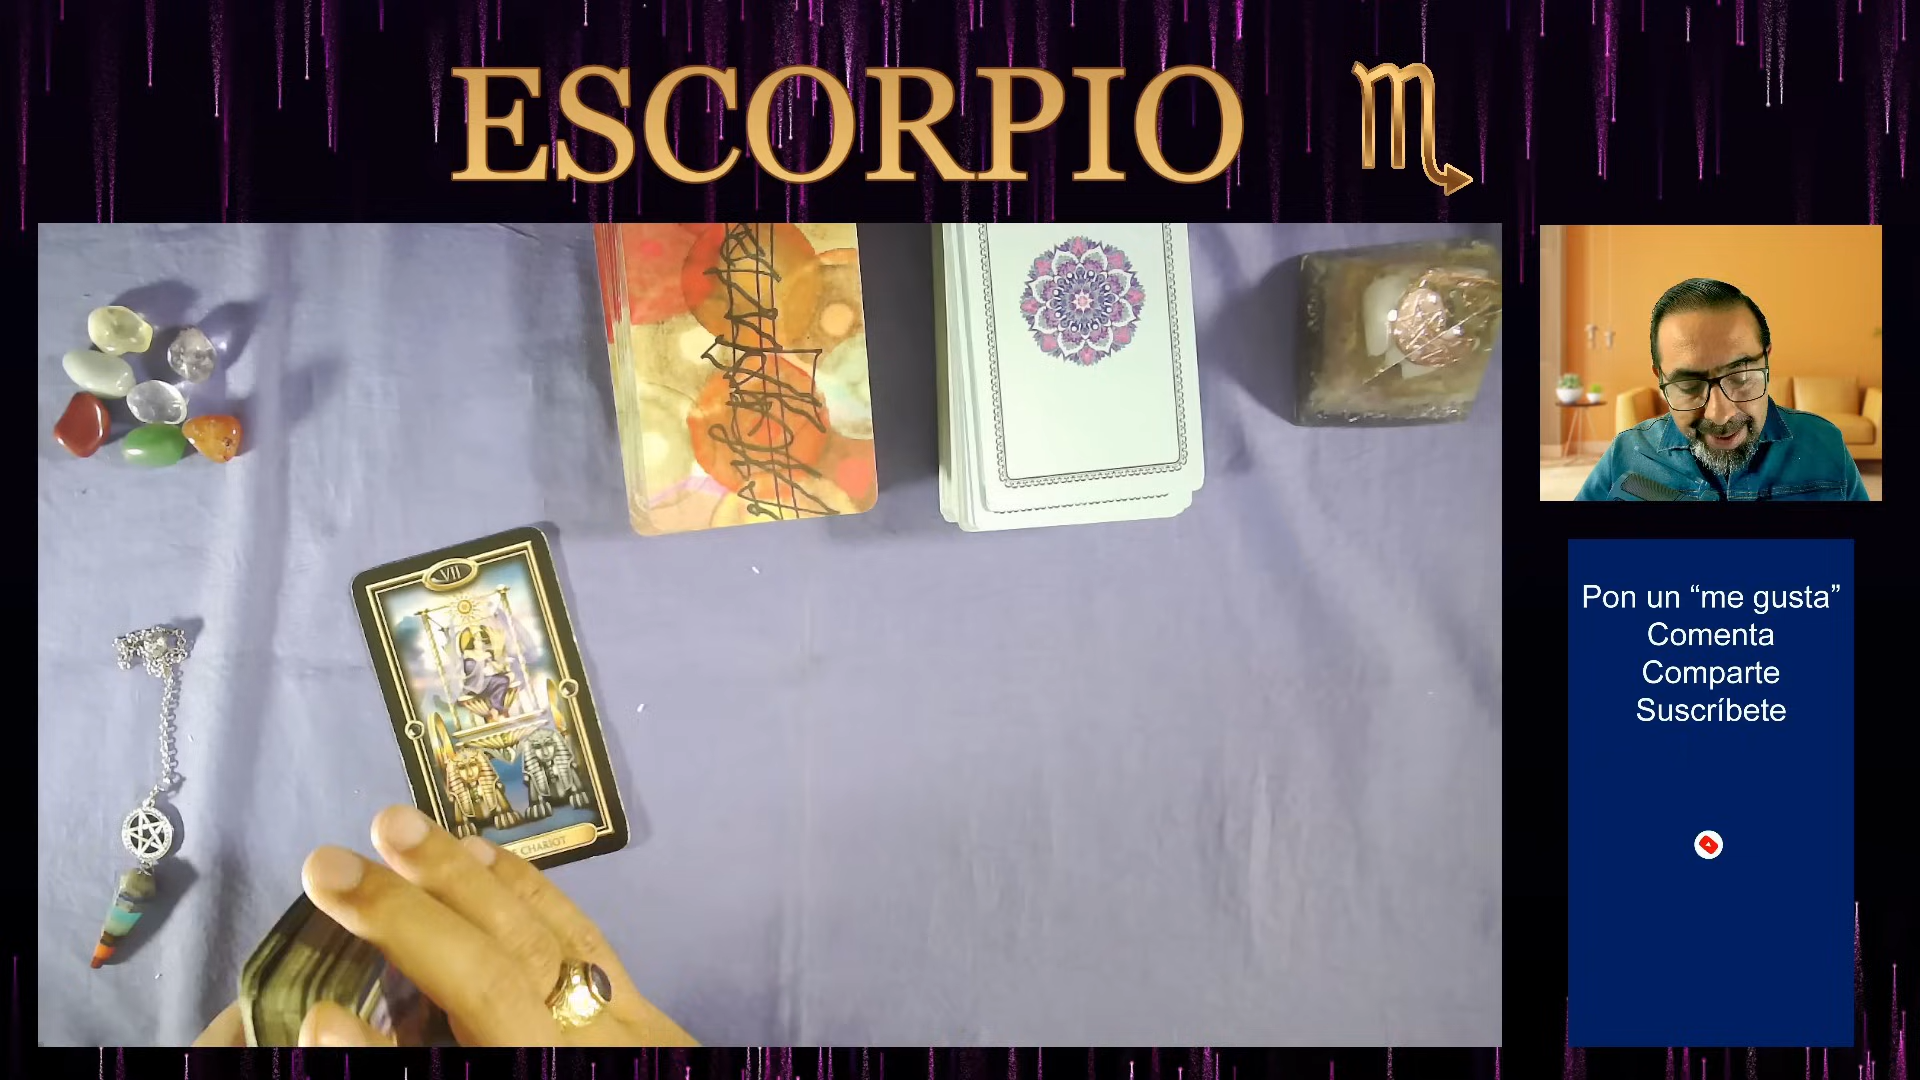 ESCORPIO
VII
CHARIOT
Pon un “me gusta”
Comenta
Comparte
Suscríbete